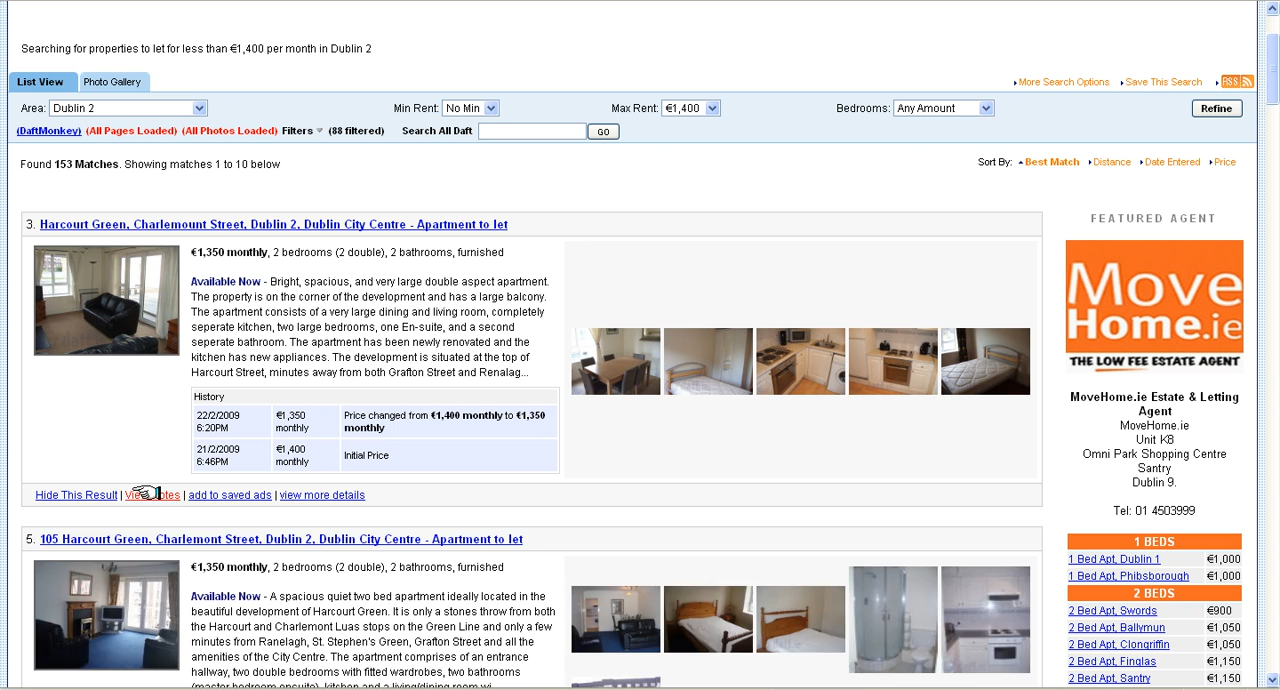 Searching for properties to let for less than €1,400 per month in Dublin 2
List View
Photo Gallery
More Search Options
Save This Search
RSS
Area: Dublin 2
Min Rent: No Min
Max Rent: €1,400
Bedrooms: Any Amount
Refine
(DaftMonkey) (All Pages Loaded) (All Photos Loaded) Filters (88 filtered) Search All Daft GO
Found 153 Matches. Showing matches 1 to 10 below
Sort By: Best Match Distance Date Entered Price
3. Harcourt Green, Charlemount Street, Dublin 2, Dublin City Centre - Apartment to let
€1,350 monthly, 2 bedrooms (2 double), 2 bathrooms, furnished
Available Now - Bright, spacious, and very large double aspect apartment.
The property is on the corner of the development and has a large balcony.
The apartment consists of a very large dining and living room, completely
seperate kitchen, two large bedrooms, one En-suite, and a second
seperate bathroom. The apartment has been newly renovated and the
kitchen has new appliances. The development is situated at the top of
Harcourt Street, minutes away from both Grafton Street and Renalag...
History
22/2/2009 6:20PM
€1,350 monthly
Price changed from €1,400 monthly to €1,350 monthly
21/2/2009 6:46PM
€1,400 monthly
Initial Price
Hide This Result | | add to saved ads | view more details
5. 105 Harcourt Green, Charlemont Street, Dublin 2, Dublin City Centre - Apartment to let
€1,350 monthly, 2 bedrooms (2 double), 2 bathrooms, furnished
Available Now - A spacious quiet two bed apartment ideally located in the
beautiful development of Harcourt Green. It is only a stones throw from both
the Harcourt and Charlemont Luas stops on the Green Line and only a few
minutes from Ranelagh, St. Stephen's Green, Grafton Street and all the
amenities of the City Centre. The apartment comprises of an entrance
hallway, two double bedrooms with fitted wardrobes, two bathrooms
(master bedroom ensuite), kitchen and a living/dining room wi
FEATURED AGENT
Move
Home.ie
THE LOW FEE ESTATE AGENT
MoveHome.ie Estate & Letting
Agent
MoveHome.ie
Unit K8
Omni Park Shopping Centre
Santry
Dublin 9.
Tel: 01 4503999
1 BEDS
1 Bed Apt, Dublin 1 €1,000
1 Bed Apt, Phibsborough €1,000
2 BEDS
2 Bed Apt, Swords €900
2 Bed Apt, Ballymun €1,050
2 Bed Apt, Clongriffin €1,050
2 Bed Apt, Finglas €1,150
2 Bed Apt, Santry €1,150